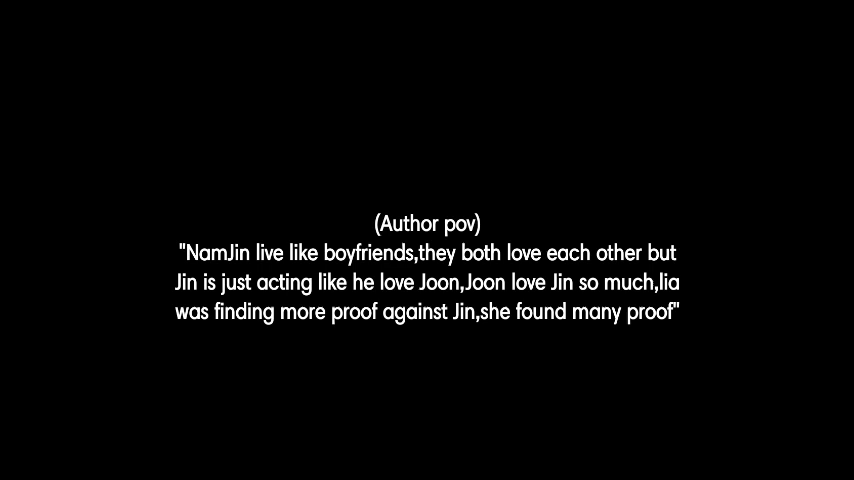 (Author pov)
"NamJin live like boyfriends,they both love each other but
Jin is just acting like he love Joon,Joon love Jin so much,lia
was finding more proof against Jin,she found many proof"